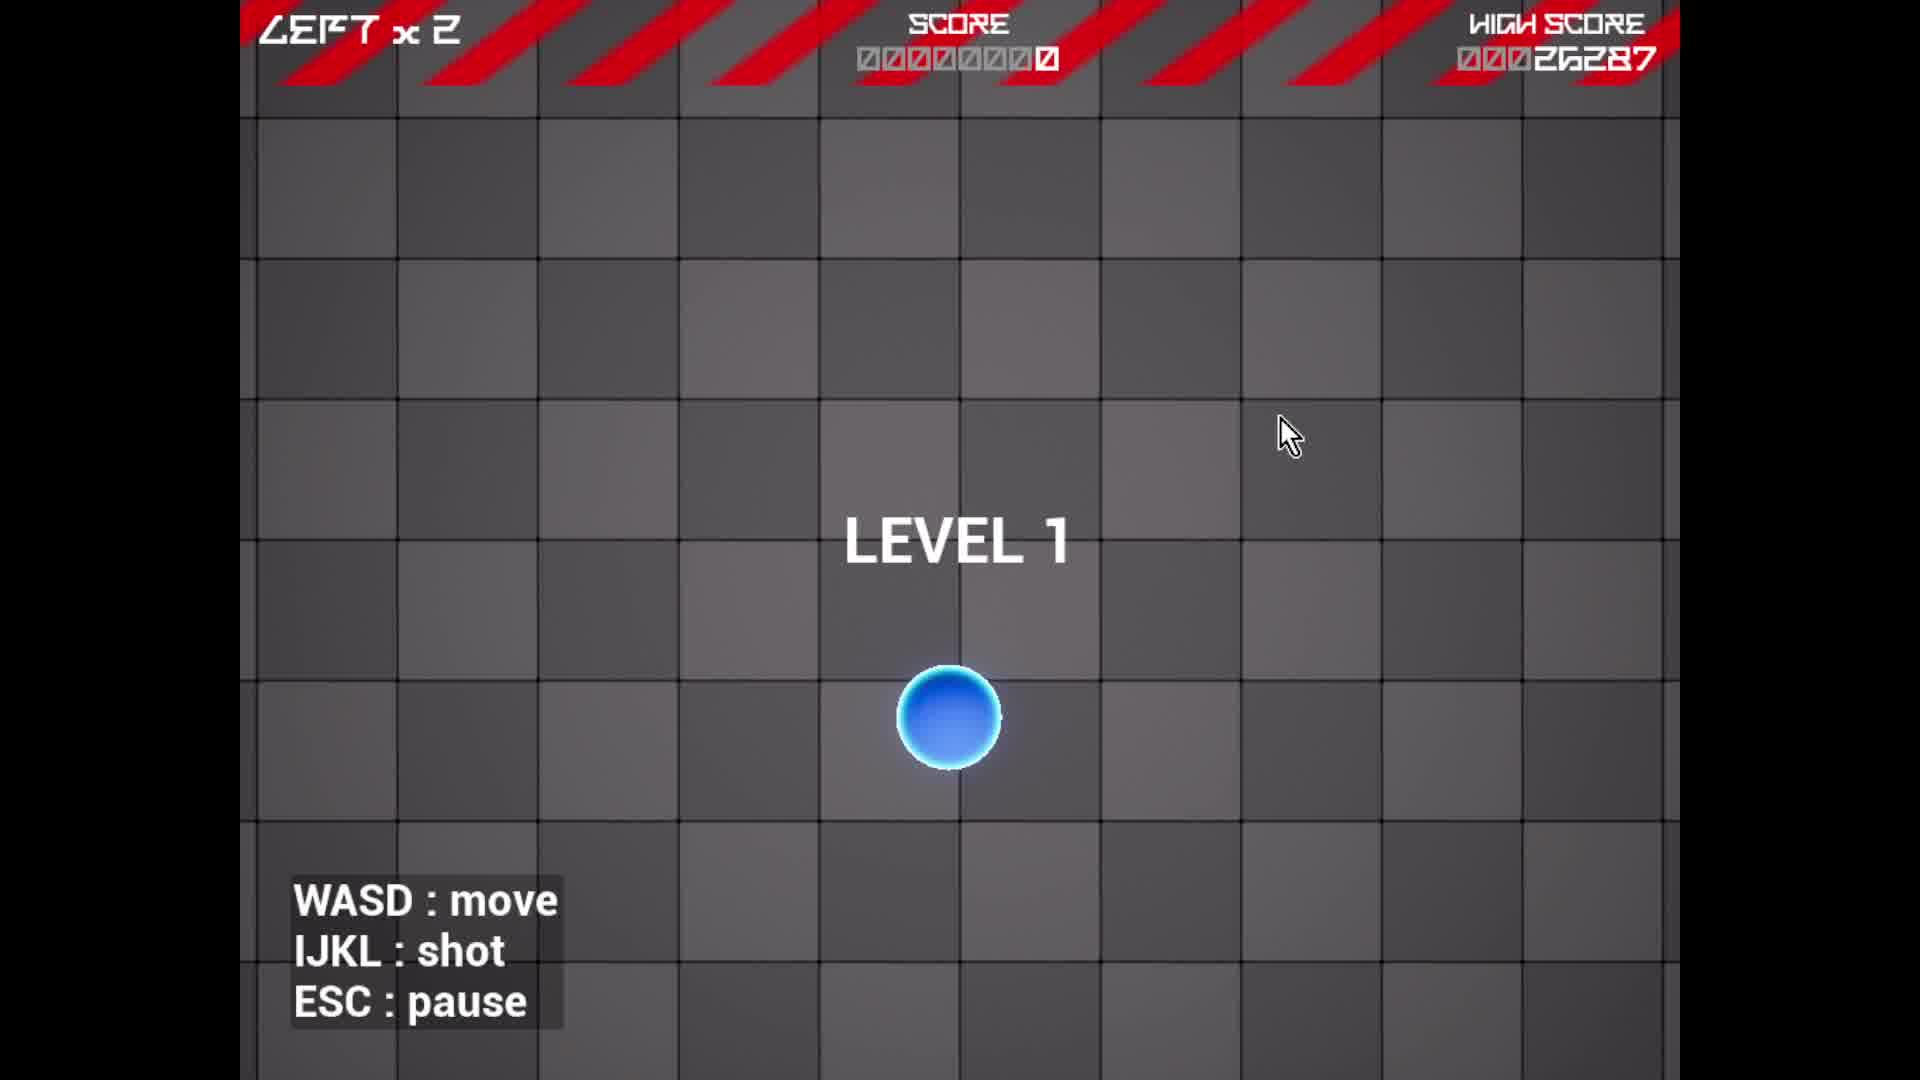 LEFT x 2
SCORE
00000000
HIGH SCORE
00026287
LEVEL 1
WASD : move
IJKL : shot
ESC : pause